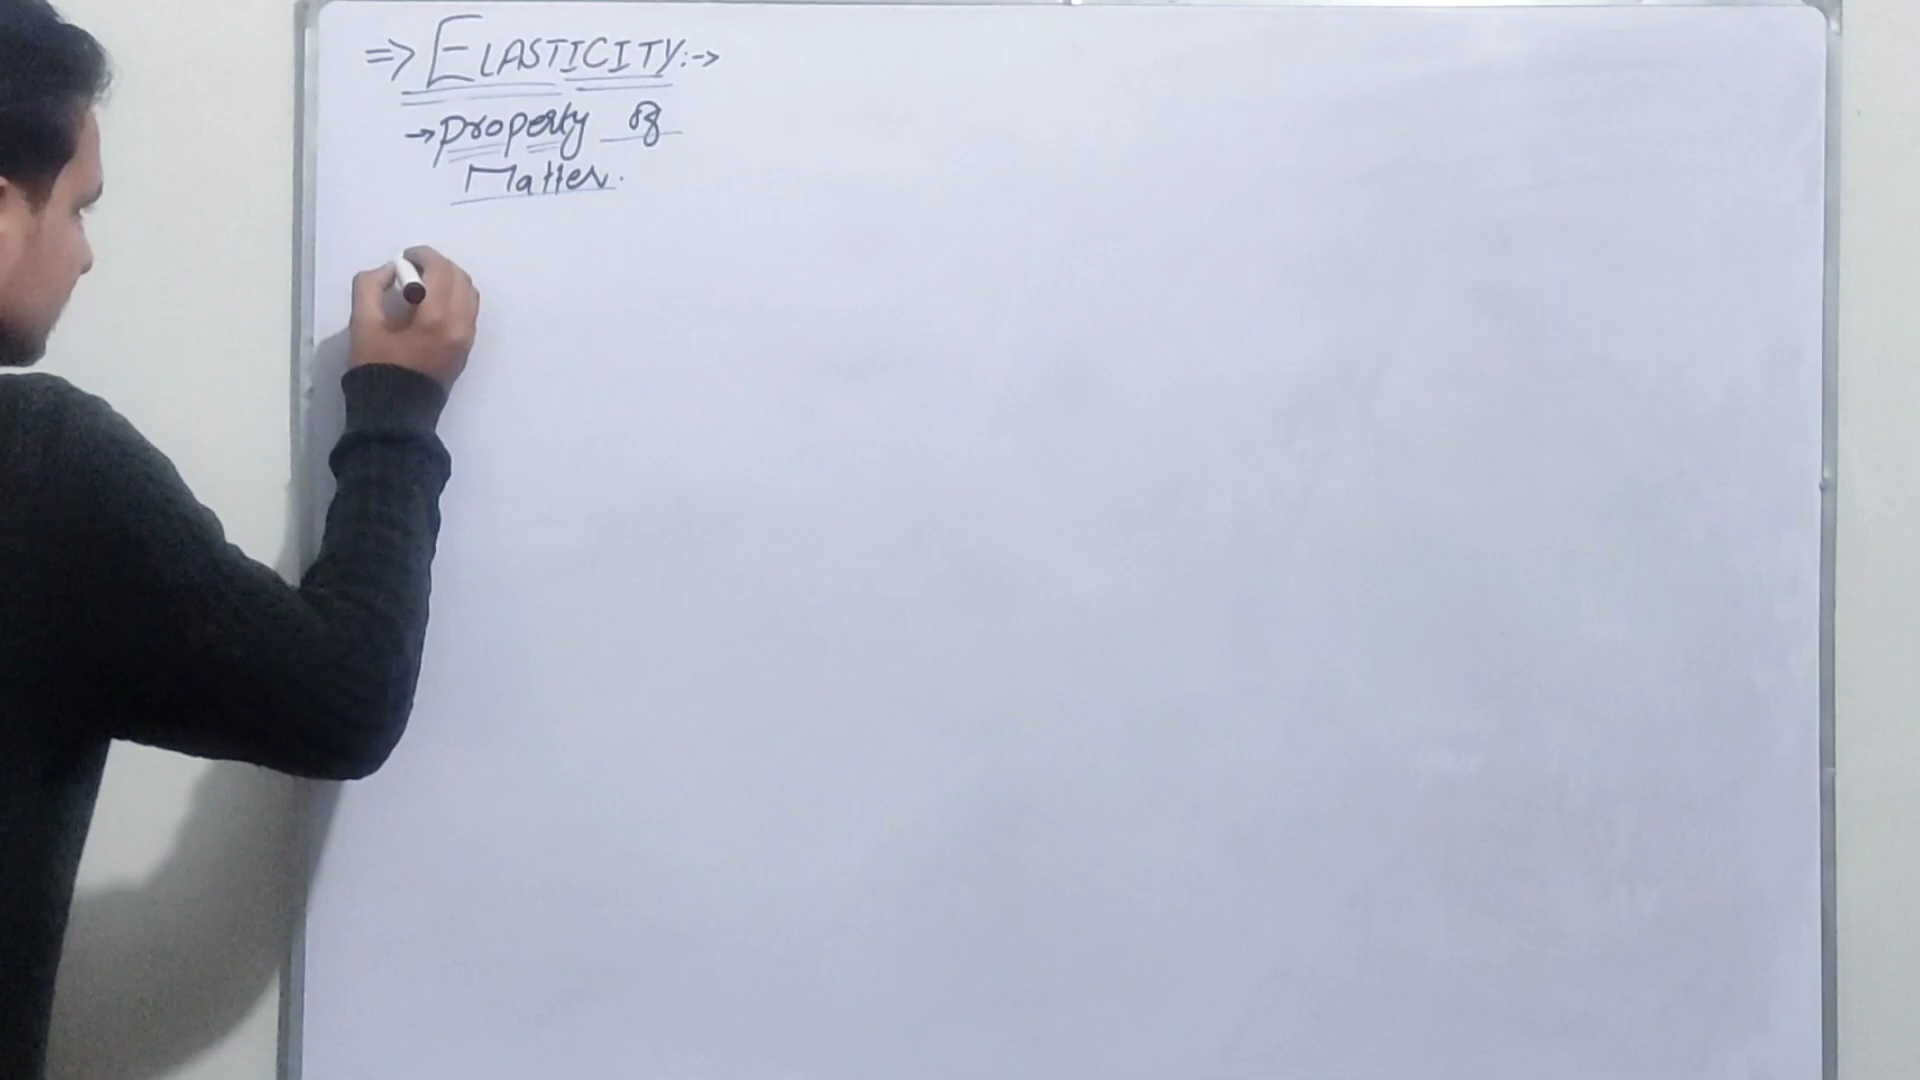 => ELASTICITY:->
→ property of
Matter.